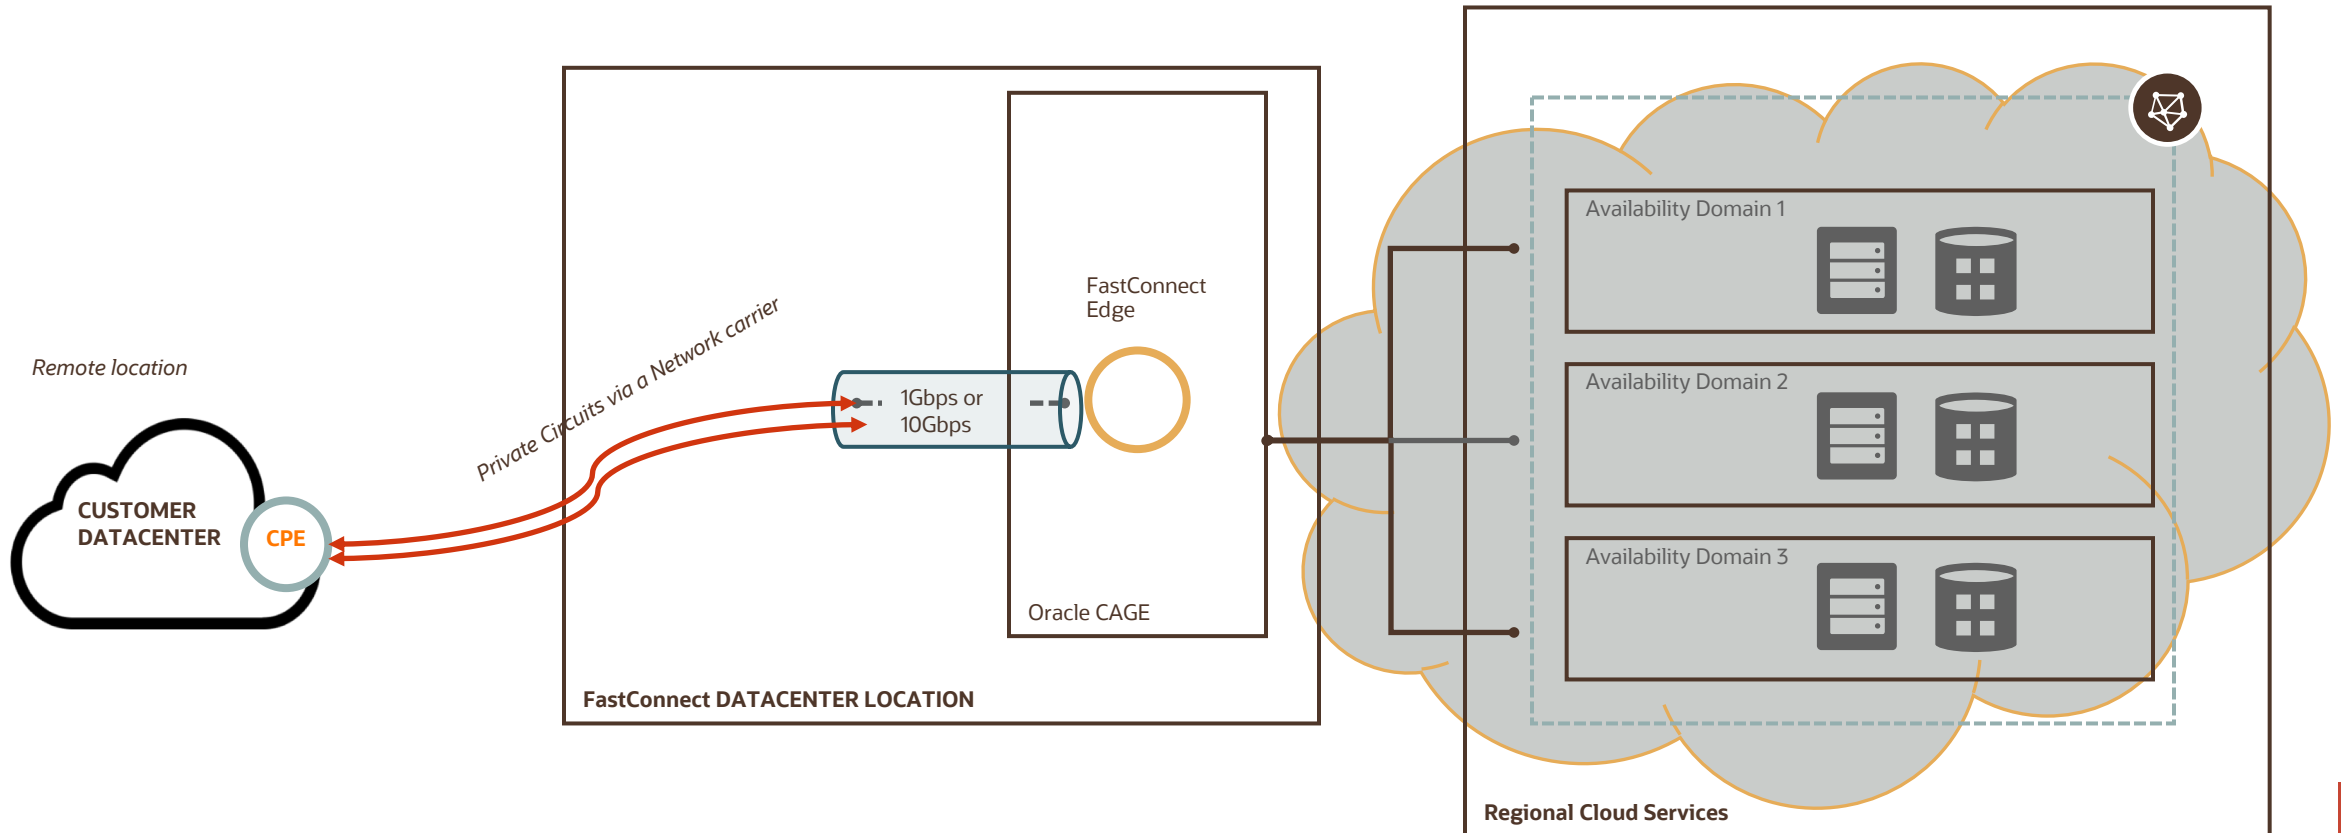 Remote location
CUSTOMER
DATACENTER
CPE
Private Circuits via a Network carrier
1Gbps or
10Gbps
FastConnect
Edge
Oracle CAGE
FastConnect DATACENTER LOCATION
Availability Domain 1
Availability Domain 2
Availability Domain 3
Regional Cloud Services